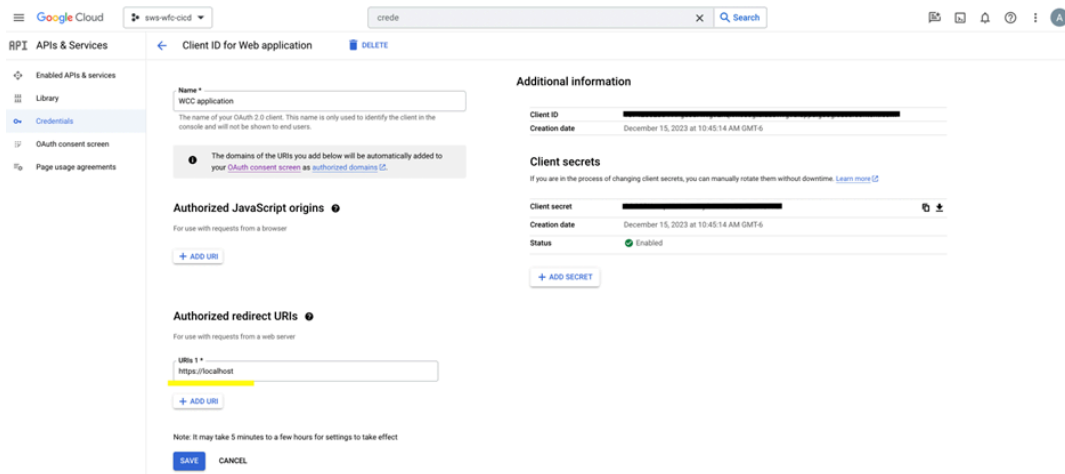 Google Cloud
sws-wfc-cicd
crede
Search
A
API APIs & Services
Client ID for Web application
DELETE
Enabled APIs & services
Library
Credentials
OAuth consent screen
Page usage agreements
Name *
WCC application
The name of your OAuth 2.0 client. This name is only used to identify the client in the
console and will not be shown to end users.
The domains of the URIs you add below will be automatically added to
your OAuth consent screen as authorized domains.
Authorized JavaScript origins
For use with requests from a browser
+ ADD URI
Authorized redirect URIs
For use with requests from a web server
URIs 1 *
https://localhost
+ ADD URI
Note: It may take 5 minutes to a few hours for settings to take effect
SAVE
CANCEL
Additional information
Client ID
Creation date
December 15, 2023 at 10:45:14 AM GMT-6
Client secrets
If you are in the process of changing client secrets, you can manually rotate them without downtime. Learn more
Client secret
Creation date
December 15, 2023 at 10:45:14 AM GMT-6
Status
Enabled
+ ADD SECRET